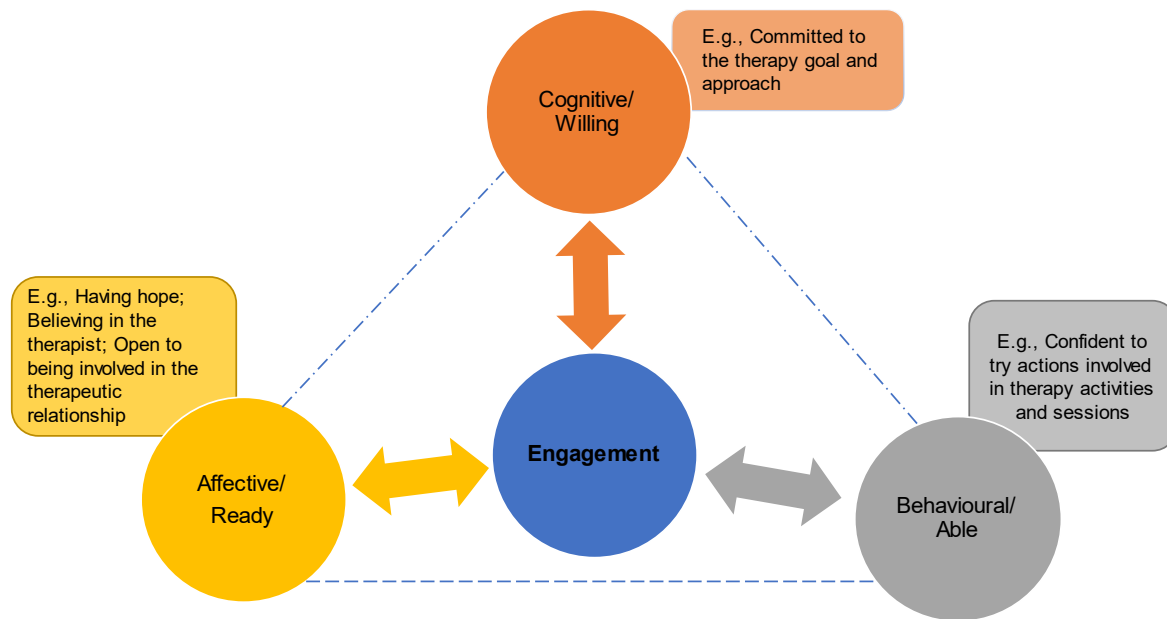 E.g., Committed to
the therapy goal and
approach
Cognitive/
Willing
E.g., Having hope;
Believing in the
therapist; Open to
being involved in the
therapeutic
relationship
E.g., Confident to
try actions involved
in therapy activities
and sessions
Engagement
Affective/
Ready
Behavioural/
Able